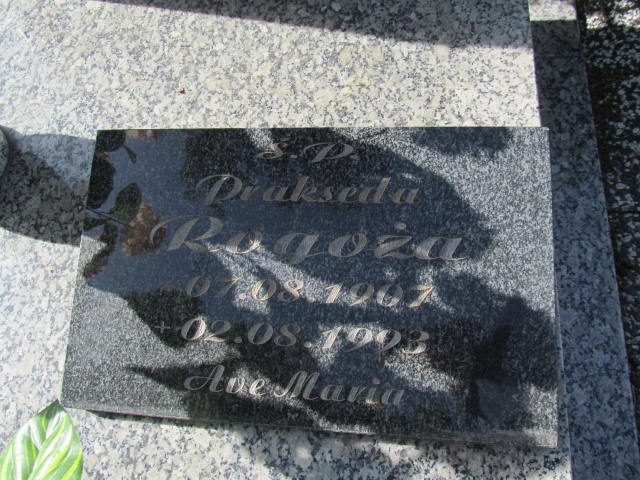 Ś.P.
Prakseda
Rogoża
* 07.08.1907
+ 02.08.1993
Ave Maria